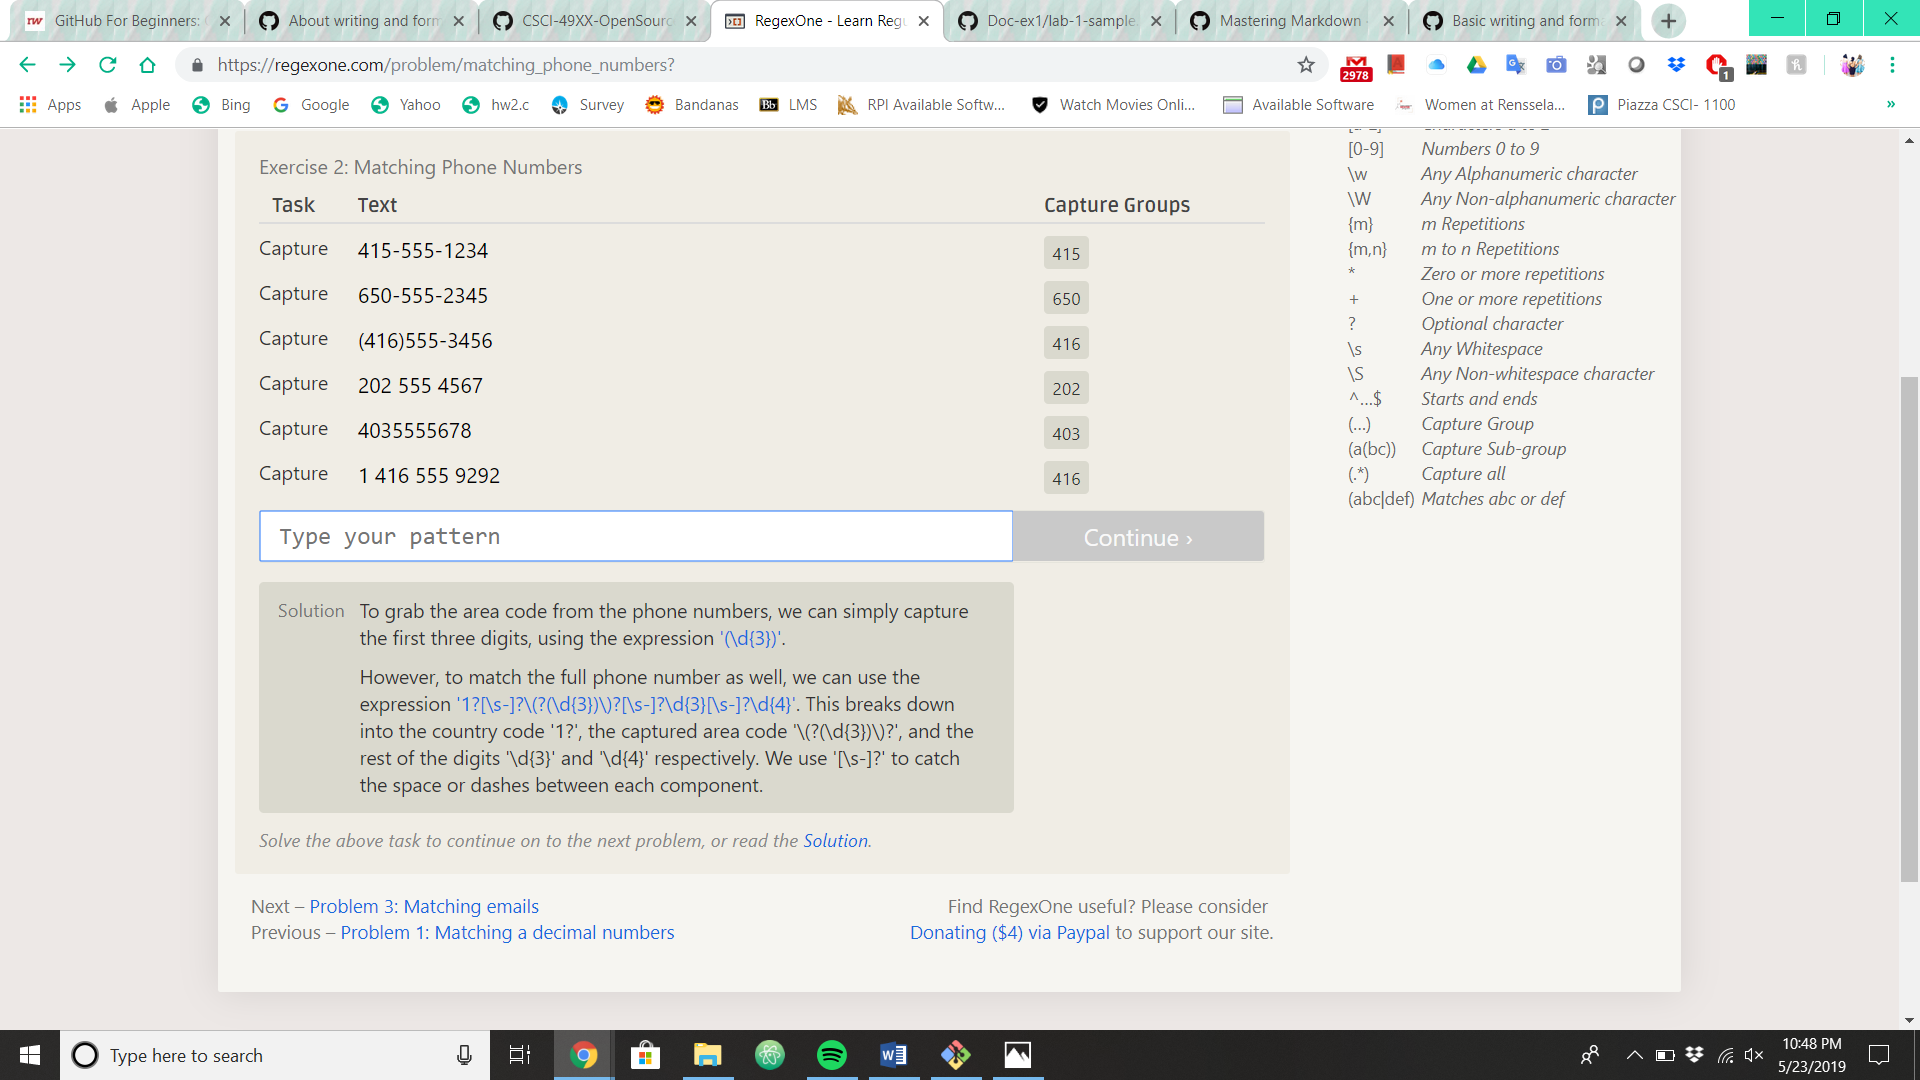 GitHub For Beginners:
About writing and form
CSCI-49XX-OpenSourc
RegexOne - Learn Regu
Doc-ex1/lab-1-sample.
Mastering Markdown
Basic writing and form
https://regexone.com/problem/matching_phone_numbers?
2978
1
Apps
Apple
Bing
Google
Yahoo
hw2.c
Survey
Bandanas
Bb LMS
RPI Available Softw...
Watch Movies Onli...
Available Software
Women at Renssela...
Piazza CSCI- 1100
»
Exercise 2: Matching Phone Numbers
Task Text Capture Groups
Capture 415-555-1234 415
Capture 650-555-2345 650
Capture (416)555-3456 416
Capture 202 555 4567 202
Capture 4035555678 403
Capture 1 416 555 9292 416
Type your pattern
Continue ›
Solution To grab the area code from the phone numbers, we can simply capture
the first three digits, using the expression '(\d{3})'.
However, to match the full phone number as well, we can use the
expression '1?[\s-]?\(?(\d{3})\)?[\s-]?\d{3}[\s-]?\d{4}'. This breaks down
into the country code '1?', the captured area code '\(?(\d{3})\)?', and the
rest of the digits '\d{3}' and '\d{4}' respectively. We use '[\s-]?' to catch
the space or dashes between each component.
Solve the above task to continue on to the next problem, or read the Solution.
Next – Problem 3: Matching emails
Previous – Problem 1: Matching a decimal numbers
Find RegexOne useful? Please consider
Donating ($4) via Paypal to support our site.
[0-9] Numbers 0 to 9
\w Any Alphanumeric character
\W Any Non-alphanumeric character
{m} m Repetitions
{m,n} m to n Repetitions
* Zero or more repetitions
+ One or more repetitions
? Optional character
\s Any Whitespace
\S Any Non-whitespace character
^...$ Starts and ends
(...) Capture Group
(a(bc)) Capture Sub-group
(.*) Capture all
(abc|def) Matches abc or def
Type here to search
10:48 PM
5/23/2019